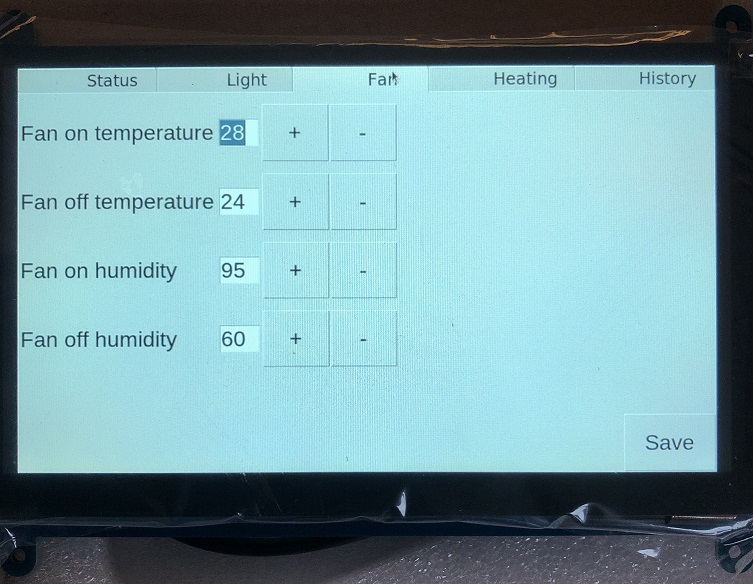 Status Light Fan Heating History
Fan on temperature 28 + -
Fan off temperature 24 + -
Fan on humidity 95 + -
Fan off humidity 60 + -
Save